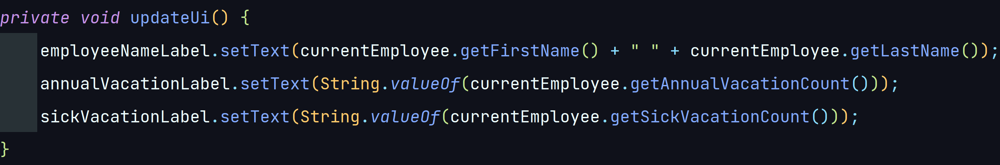 private void updateUi() {
    employeeNameLabel.setText(currentEmployee.getFirstName() + " " + currentEmployee.getLastName());
    annualVacationLabel.setText(String.valueOf(currentEmployee.getAnnualVacationCount()));
    sickVacationLabel.setText(String.valueOf(currentEmployee.getSickVacationCount()));
}